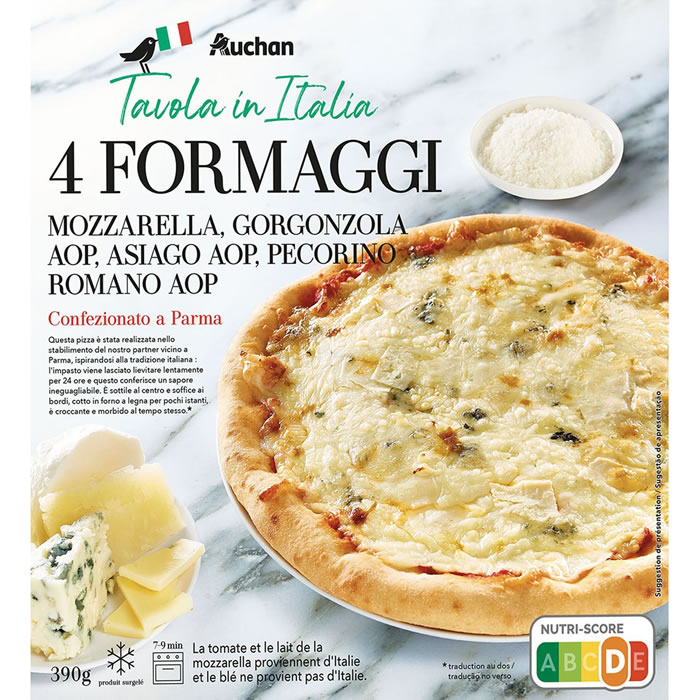 Auchan
Tavola in Italia
4 FORMAGGI
MOZZARELLA, GORGONZOLA
AOP, ASIAGO AOP, PECORINO
ROMANO AOP
Confezionato a Parma
Questa pizza è stata realizzata nello
stabilimento del nostro partner vicino a
Parma, ispirandosi alla tradizione italiana :
l'impasto viene lasciato lievitare lentamente
per 24 ore e questo conferisce un sapore
ineguagliabile. È sottile al centro e soffice ai
bordi, cotto in forno a legna per pochi istanti,
è croccante e morbido al tempo stesso.*
Suggestion de présentation / Sugestão de apresentação
390g
produit surgelé
7-9 min
La tomate et le lait de la
mozzarella proviennent d'Italie
et le blé ne provient pas d'Italie.
*traduction au dos /
tradução no verso
NUTRI-SCORE
A B C D E